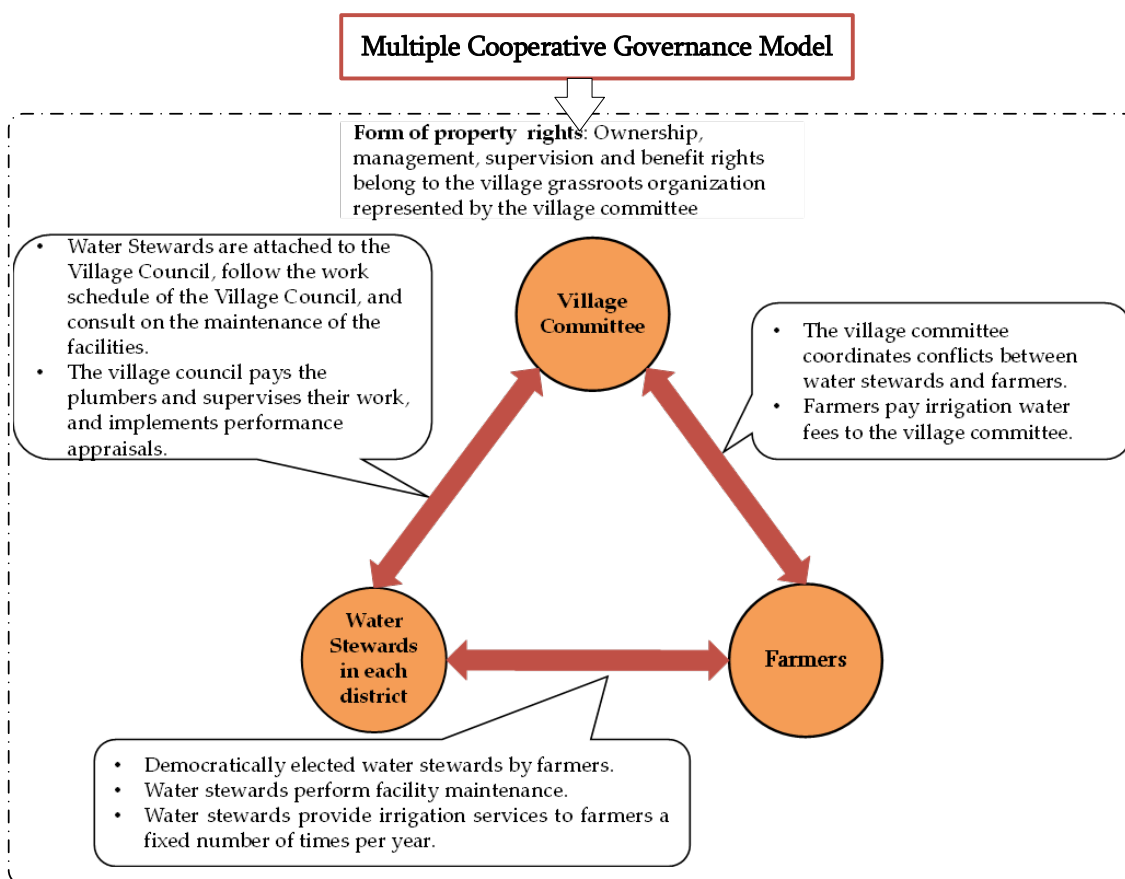 Multiple Cooperative Governance Model
Form of property rights: Ownership,
management, supervision and benefit rights
belong to the village grassroots organization
represented by the village committee
• Water Stewards are attached to the
Village Council, follow the work
schedule of the Village Council, and
consult on the maintenance of the
facilities.
• The village council pays the
plumbers and supervises their work,
and implements performance
appraisals.
Village
Committee
• The village committee
coordinates conflicts between
water stewards and farmers.
• Farmers pay irrigation water
fees to the village committee.
Water
Stewards
in each
district
Farmers
• Democratically elected water stewards by farmers.
• Water stewards perform facility maintenance.
• Water stewards provide irrigation services to farmers a
fixed number of times per year.